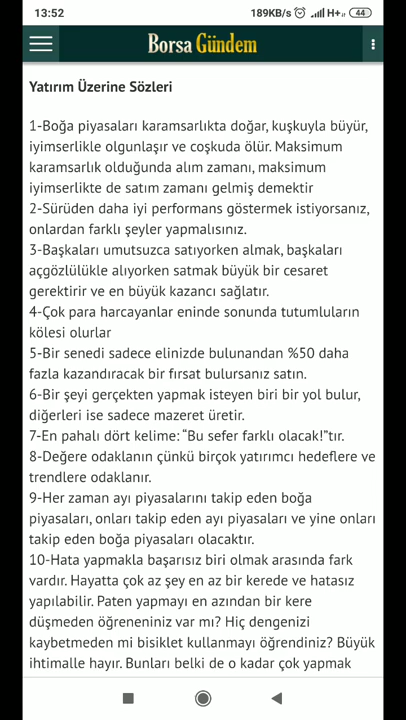 13:52
189KB/s H+ 44
Borsa Gündem
Yatırım Üzerine Sözleri
1-Boğa piyasaları karamsarlıkta doğar, kuşkuyla büyür,
iyimserlikle olgunlaşır ve coşkuda ölür. Maksimum
karamsarlık olduğunda alım zamanı, maksimum
iyimserlikte de satım zamanı gelmiş demektir
2-Sürüden daha iyi performans göstermek istiyorsanız,
onlardan farklı şeyler yapmalısınız.
3-Başkaları umutsuzca satıyorken almak, başkaları
açgözlülükle alıyorken satmak büyük bir cesaret
gerektirir ve en büyük kazancı sağlatır.
4-Çok para harcayanlar eninde sonunda tutumluların
kölesi olurlar
5-Bir senedi sadece elinizde bulunandan %50 daha
fazla kazandıracak bir fırsat bulursanız satın.
6-Bir şeyi gerçekten yapmak isteyen biri bir yol bulur,
diğerleri ise sadece mazeret üretir.
7-En pahalı dört kelime: “Bu sefer farklı olacak!”tır.
8-Değere odaklanın çünkü birçok yatırımcı hedeflere ve
trendlere odaklanır.
9-Her zaman ayı piyasalarını takip eden boğa
piyasaları, onları takip eden ayı piyasaları ve yine onları
takip eden boğa piyasaları olacaktır.
10-Hata yapmakla başarısız biri olmak arasında fark
vardır. Hayatta çok az şey en az bir kerede ve hatasız
yapılabilir. Paten yapmayı en azından bir kere
düşmeden öğreneniniz var mı? Hiç dengenizi
kaybetmeden mi bisiklet kullanmayı öğrendiniz? Büyük
ihtimalle hayır. Bunları belki de o kadar çok yapmak